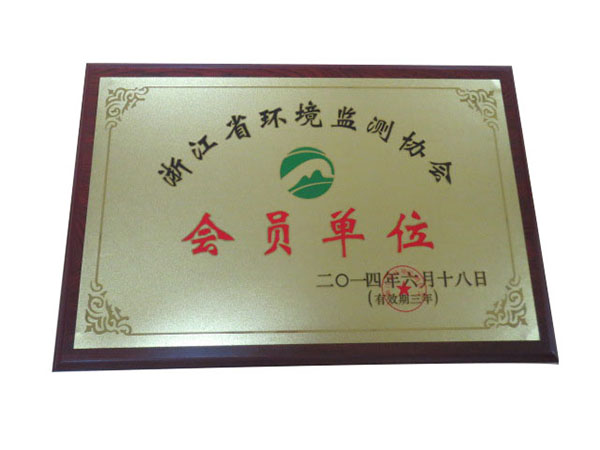 浙江省环境监测协会
会员单位
二〇一四年六月十八日
(有效期三年)